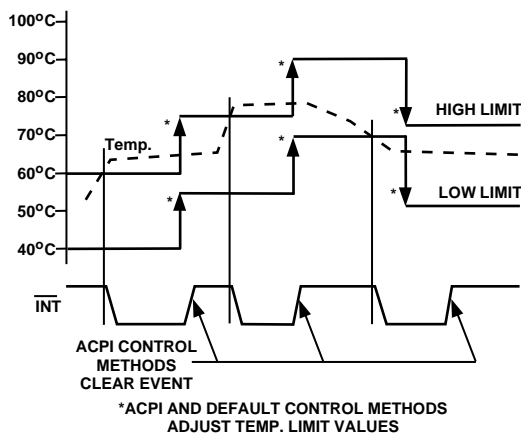 100°C
90°C
80°C
70°C
60°C
50°C
40°C
Temp.
*
*
*
*
*
*
HIGH LIMIT
LOW LIMIT
INT
ACPI CONTROL
METHODS
CLEAR EVENT
*ACPI AND DEFAULT CONTROL METHODS
ADJUST TEMP. LIMIT VALUES